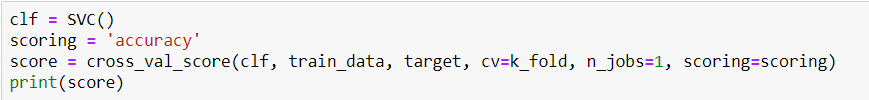 clf = SVC()
scoring = 'accuracy'
score = cross_val_score(clf, train_data, target, cv=k_fold, n_jobs=1, scoring=scoring)
print(score)